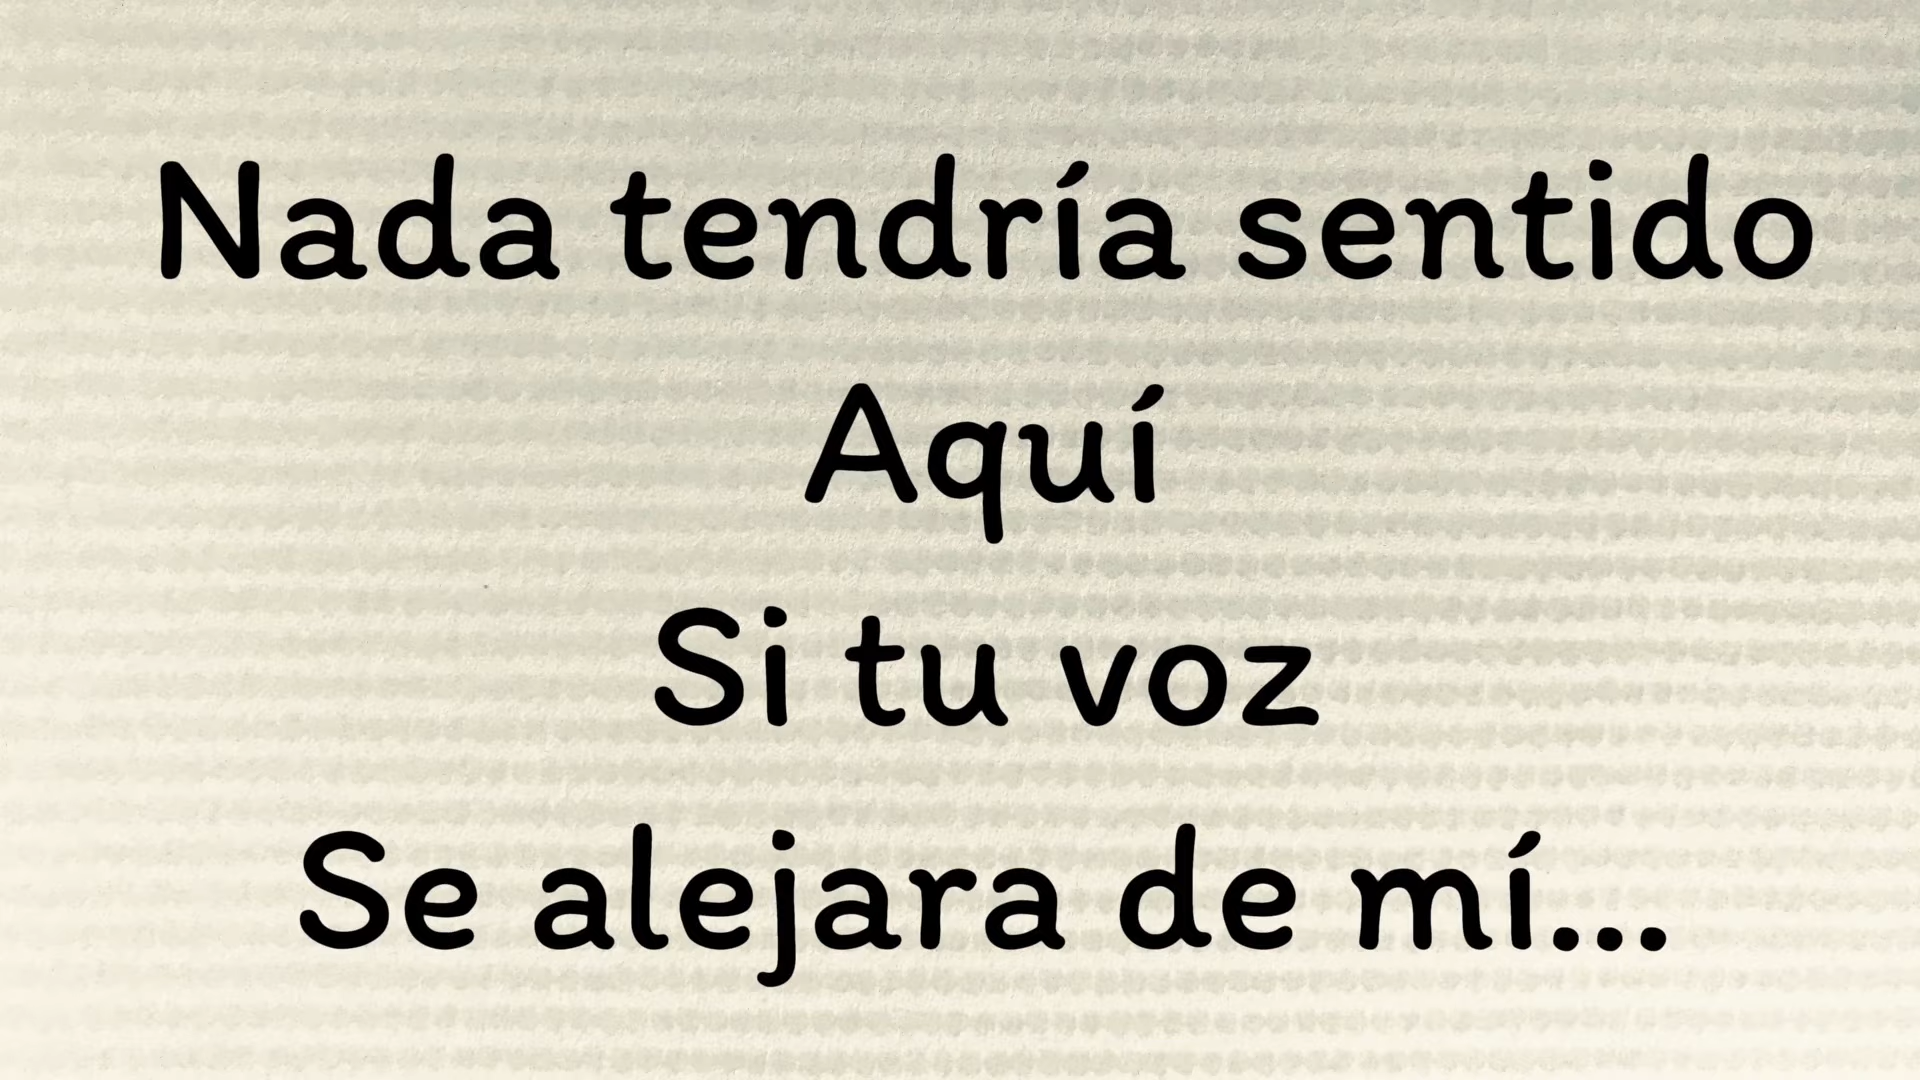 Nada tendría sentido
Aquí
Si tu voz
Se alejara de mí...